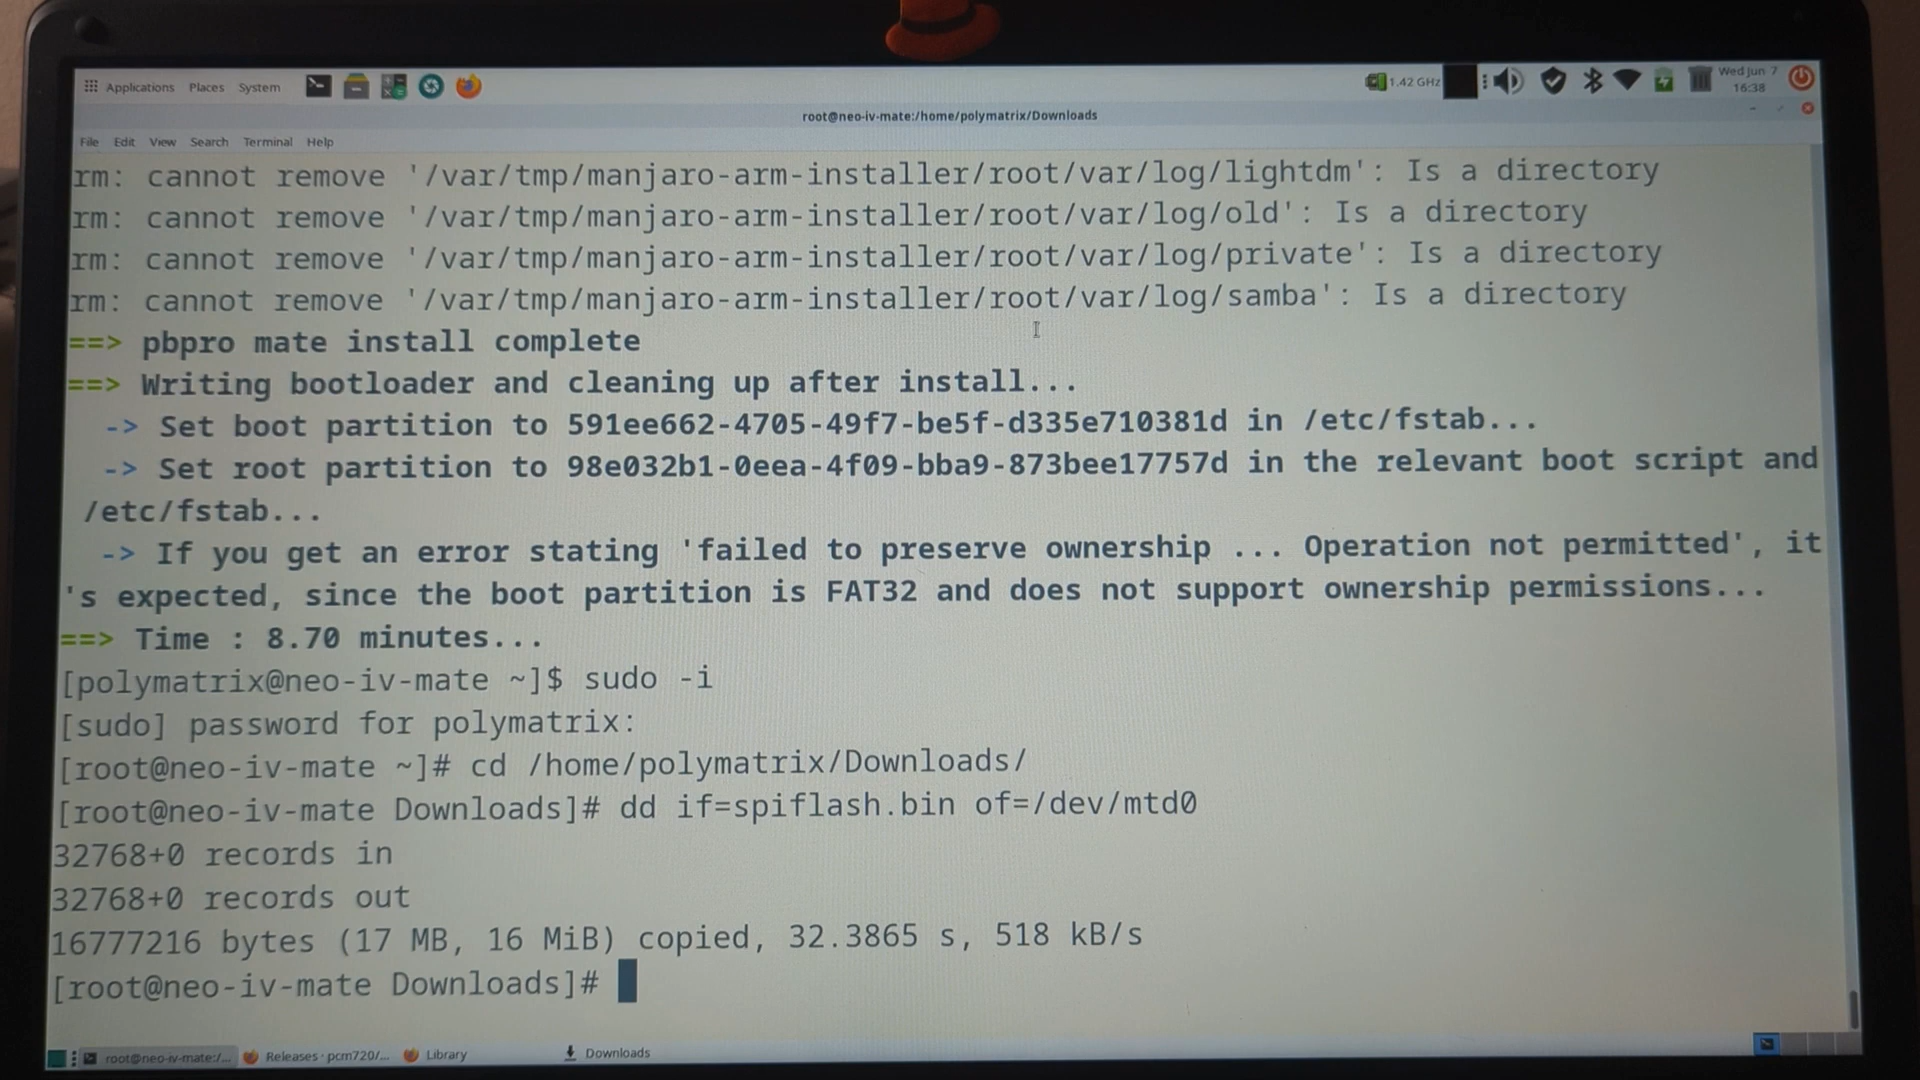 Applications Places System
1.42 GHz
Wed Jun 7
16:38
root@neo-iv-mate:/home/polymatrix/Downloads
File Edit View Search Terminal Help
rm: cannot remove '/var/tmp/manjaro-arm-installer/root/var/log/lightdm': Is a directory
rm: cannot remove '/var/tmp/manjaro-arm-installer/root/var/log/old': Is a directory
rm: cannot remove '/var/tmp/manjaro-arm-installer/root/var/log/private': Is a directory
rm: cannot remove '/var/tmp/manjaro-arm-installer/root/var/log/samba': Is a directory
==> pbpro mate install complete
==> Writing bootloader and cleaning up after install...
-> Set boot partition to 591ee662-4705-49f7-be5f-d335e710381d in /etc/fstab...
-> Set root partition to 98e032b1-0eea-4f09-bba9-873bee17757d in the relevant boot script and
/etc/fstab...
-> If you get an error stating 'failed to preserve ownership ... Operation not permitted', it
's expected, since the boot partition is FAT32 and does not support ownership permissions...
==> Time : 8.70 minutes...
[polymatrix@neo-iv-mate ~]$ sudo -i
[sudo] password for polymatrix:
[root@neo-iv-mate ~]# cd /home/polymatrix/Downloads/
[root@neo-iv-mate Downloads]# dd if=spiflash.bin of=/dev/mtd0
32768+0 records in
32768+0 records out
16777216 bytes (17 MB, 16 MiB) copied, 32.3865 s, 518 kB/s
[root@neo-iv-mate Downloads]#
root@neo-iv-mate:/... Releases · pcm720/... Library Downloads